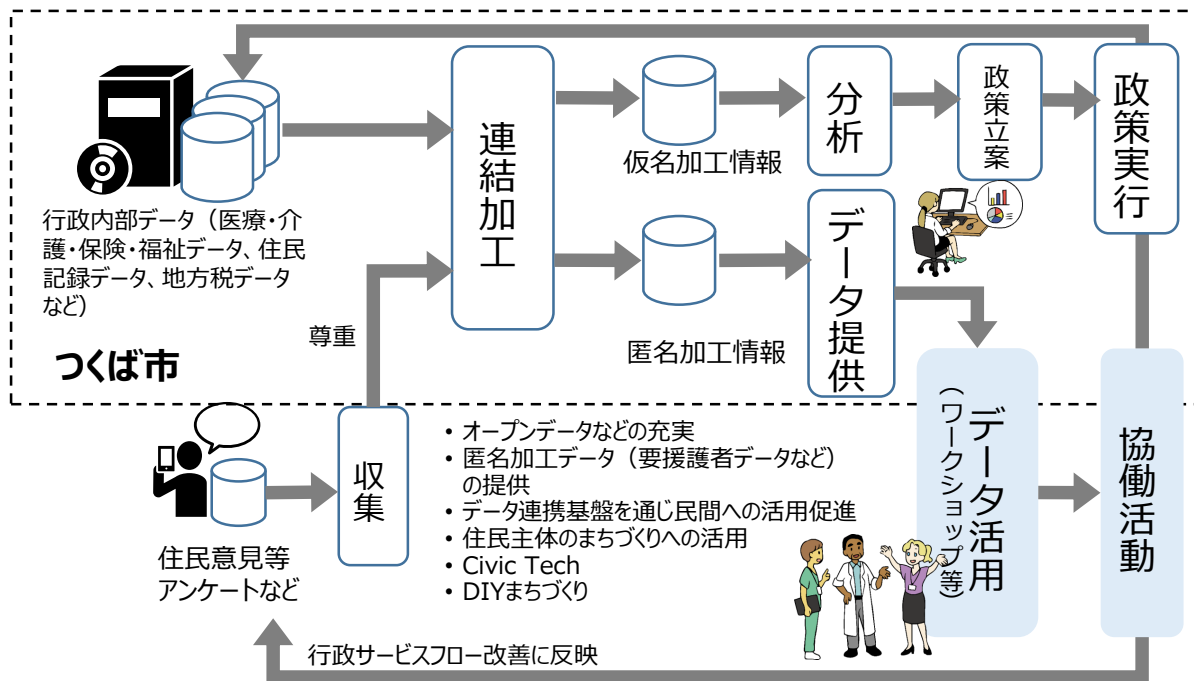 連結加工
分析
政策立案
政策実行
仮名加工情報
行政内部データ（医療・介
護・保険・福祉データ、住民
記録データ、地方税データ
など）
データ提供
匿名加工情報
尊重
つくば市
収集
住民意見等
アンケートなど
• オープンデータなどの充実
• 匿名加工データ（要援護者データなど）
の提供
• データ連携基盤を通じ民間への活用促進
• 住民主体のまちづくりへの活用
• Civic Tech
• DIYまちづくり
データ活用
（ワークショップ等）
協働活動
行政サービスフロー改善に反映